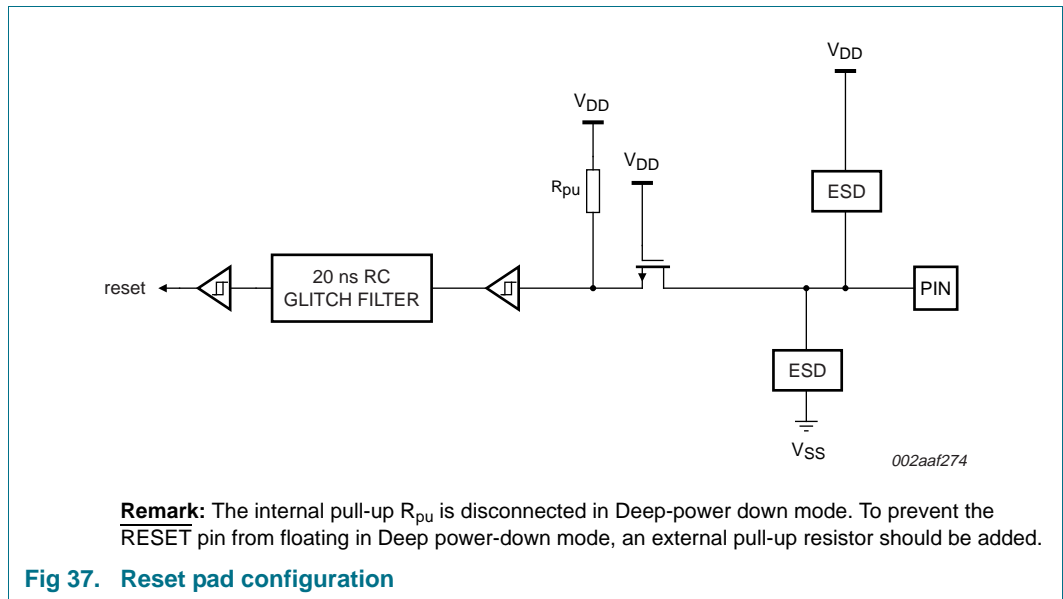 VDD
VDD
VDD
Rpu
ESD
reset
20 ns RC
GLITCH FILTER
PIN
ESD
VSS
002aaf274
Remark: The internal pull-up Rpu is disconnected in Deep-power down mode. To prevent the
RESET pin from floating in Deep power-down mode, an external pull-up resistor should be added.
Fig 37. Reset pad configuration